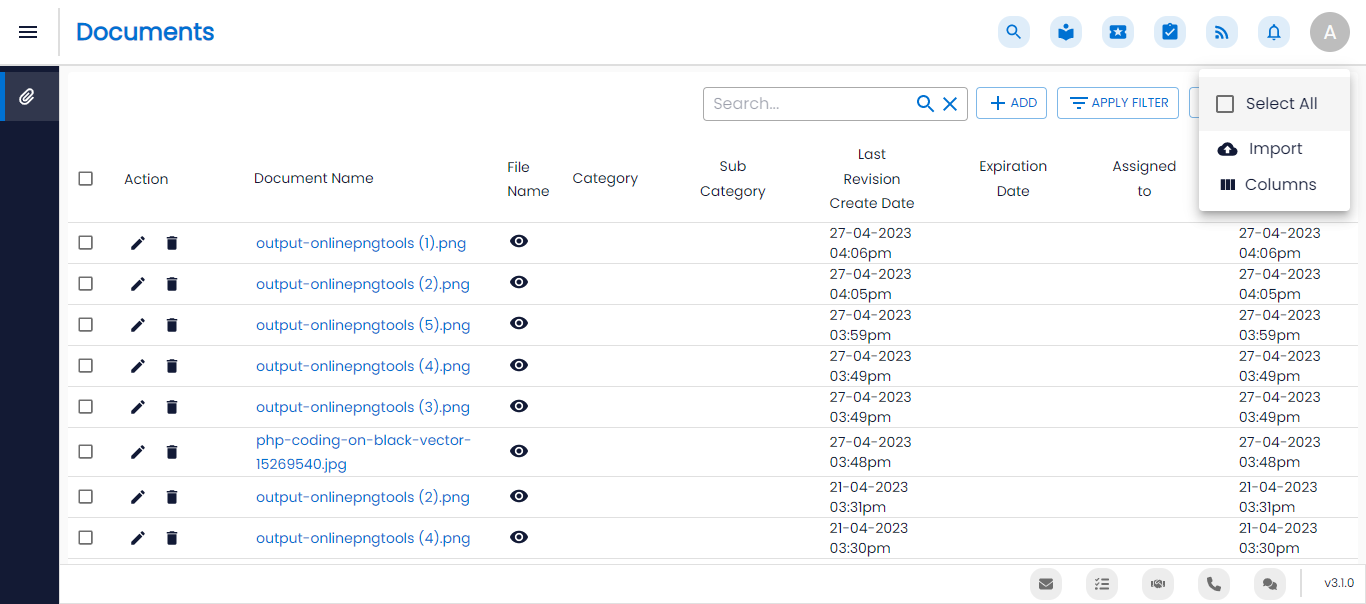 Documents
A
Search...
ADD
APPLY FILTER
Select All
Import
Columns
Action
Document Name
File
Name
Category
Sub
Category
Last
Revision
Create Date
Expiration
Date
Assigned
to
output-onlinepngtools (1).png
27-04-2023
04:06pm
27-04-2023
04:06pm
output-onlinepngtools (2).png
27-04-2023
04:05pm
27-04-2023
04:05pm
output-onlinepngtools (5).png
27-04-2023
03:59pm
27-04-2023
03:59pm
output-onlinepngtools (4).png
27-04-2023
03:49pm
27-04-2023
03:49pm
output-onlinepngtools (3).png
27-04-2023
03:49pm
27-04-2023
03:49pm
php-coding-on-black-vector-
15269540.jpg
27-04-2023
03:48pm
27-04-2023
03:48pm
output-onlinepngtools (2).png
21-04-2023
03:31pm
21-04-2023
03:31pm
output-onlinepngtools (4).png
21-04-2023
03:30pm
21-04-2023
03:30pm
v3.1.0